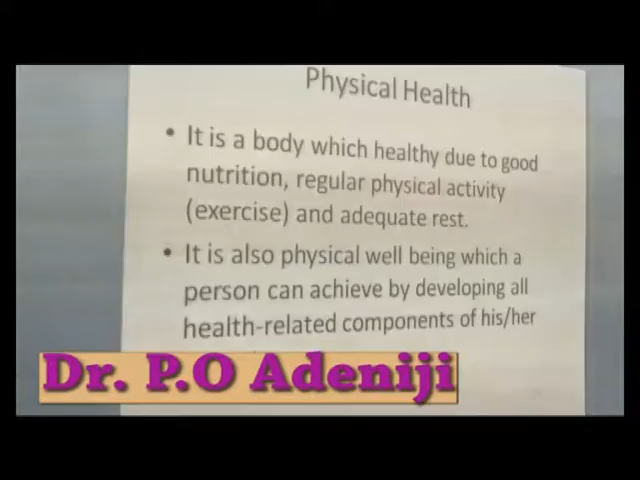 Physical Health
• It is a body which healthy due to good
nutrition, regular physical activity
(exercise) and adequate rest.
• It is also physical well being which a
person can achieve by developing all
health-related components of his/her
Dr. P.O Adeniji